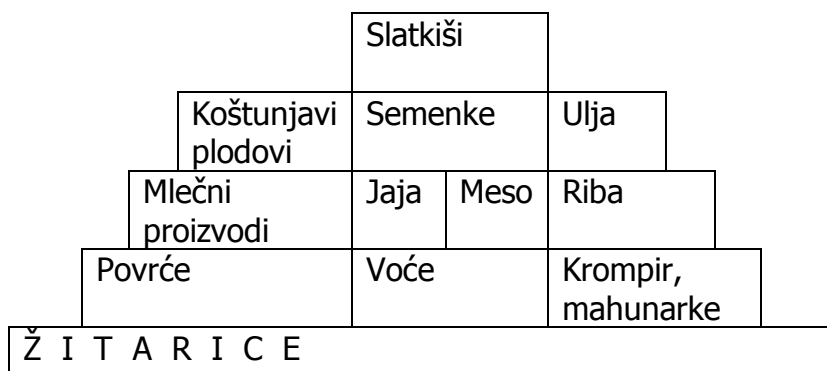 Slatkiši
Koštunjavi plodovi
Semenke
Ulja
Mlečni proizvodi
Jaja
Meso
Riba
Povrće
Voće
Krompir, mahunarke
Ž I T A R I C E